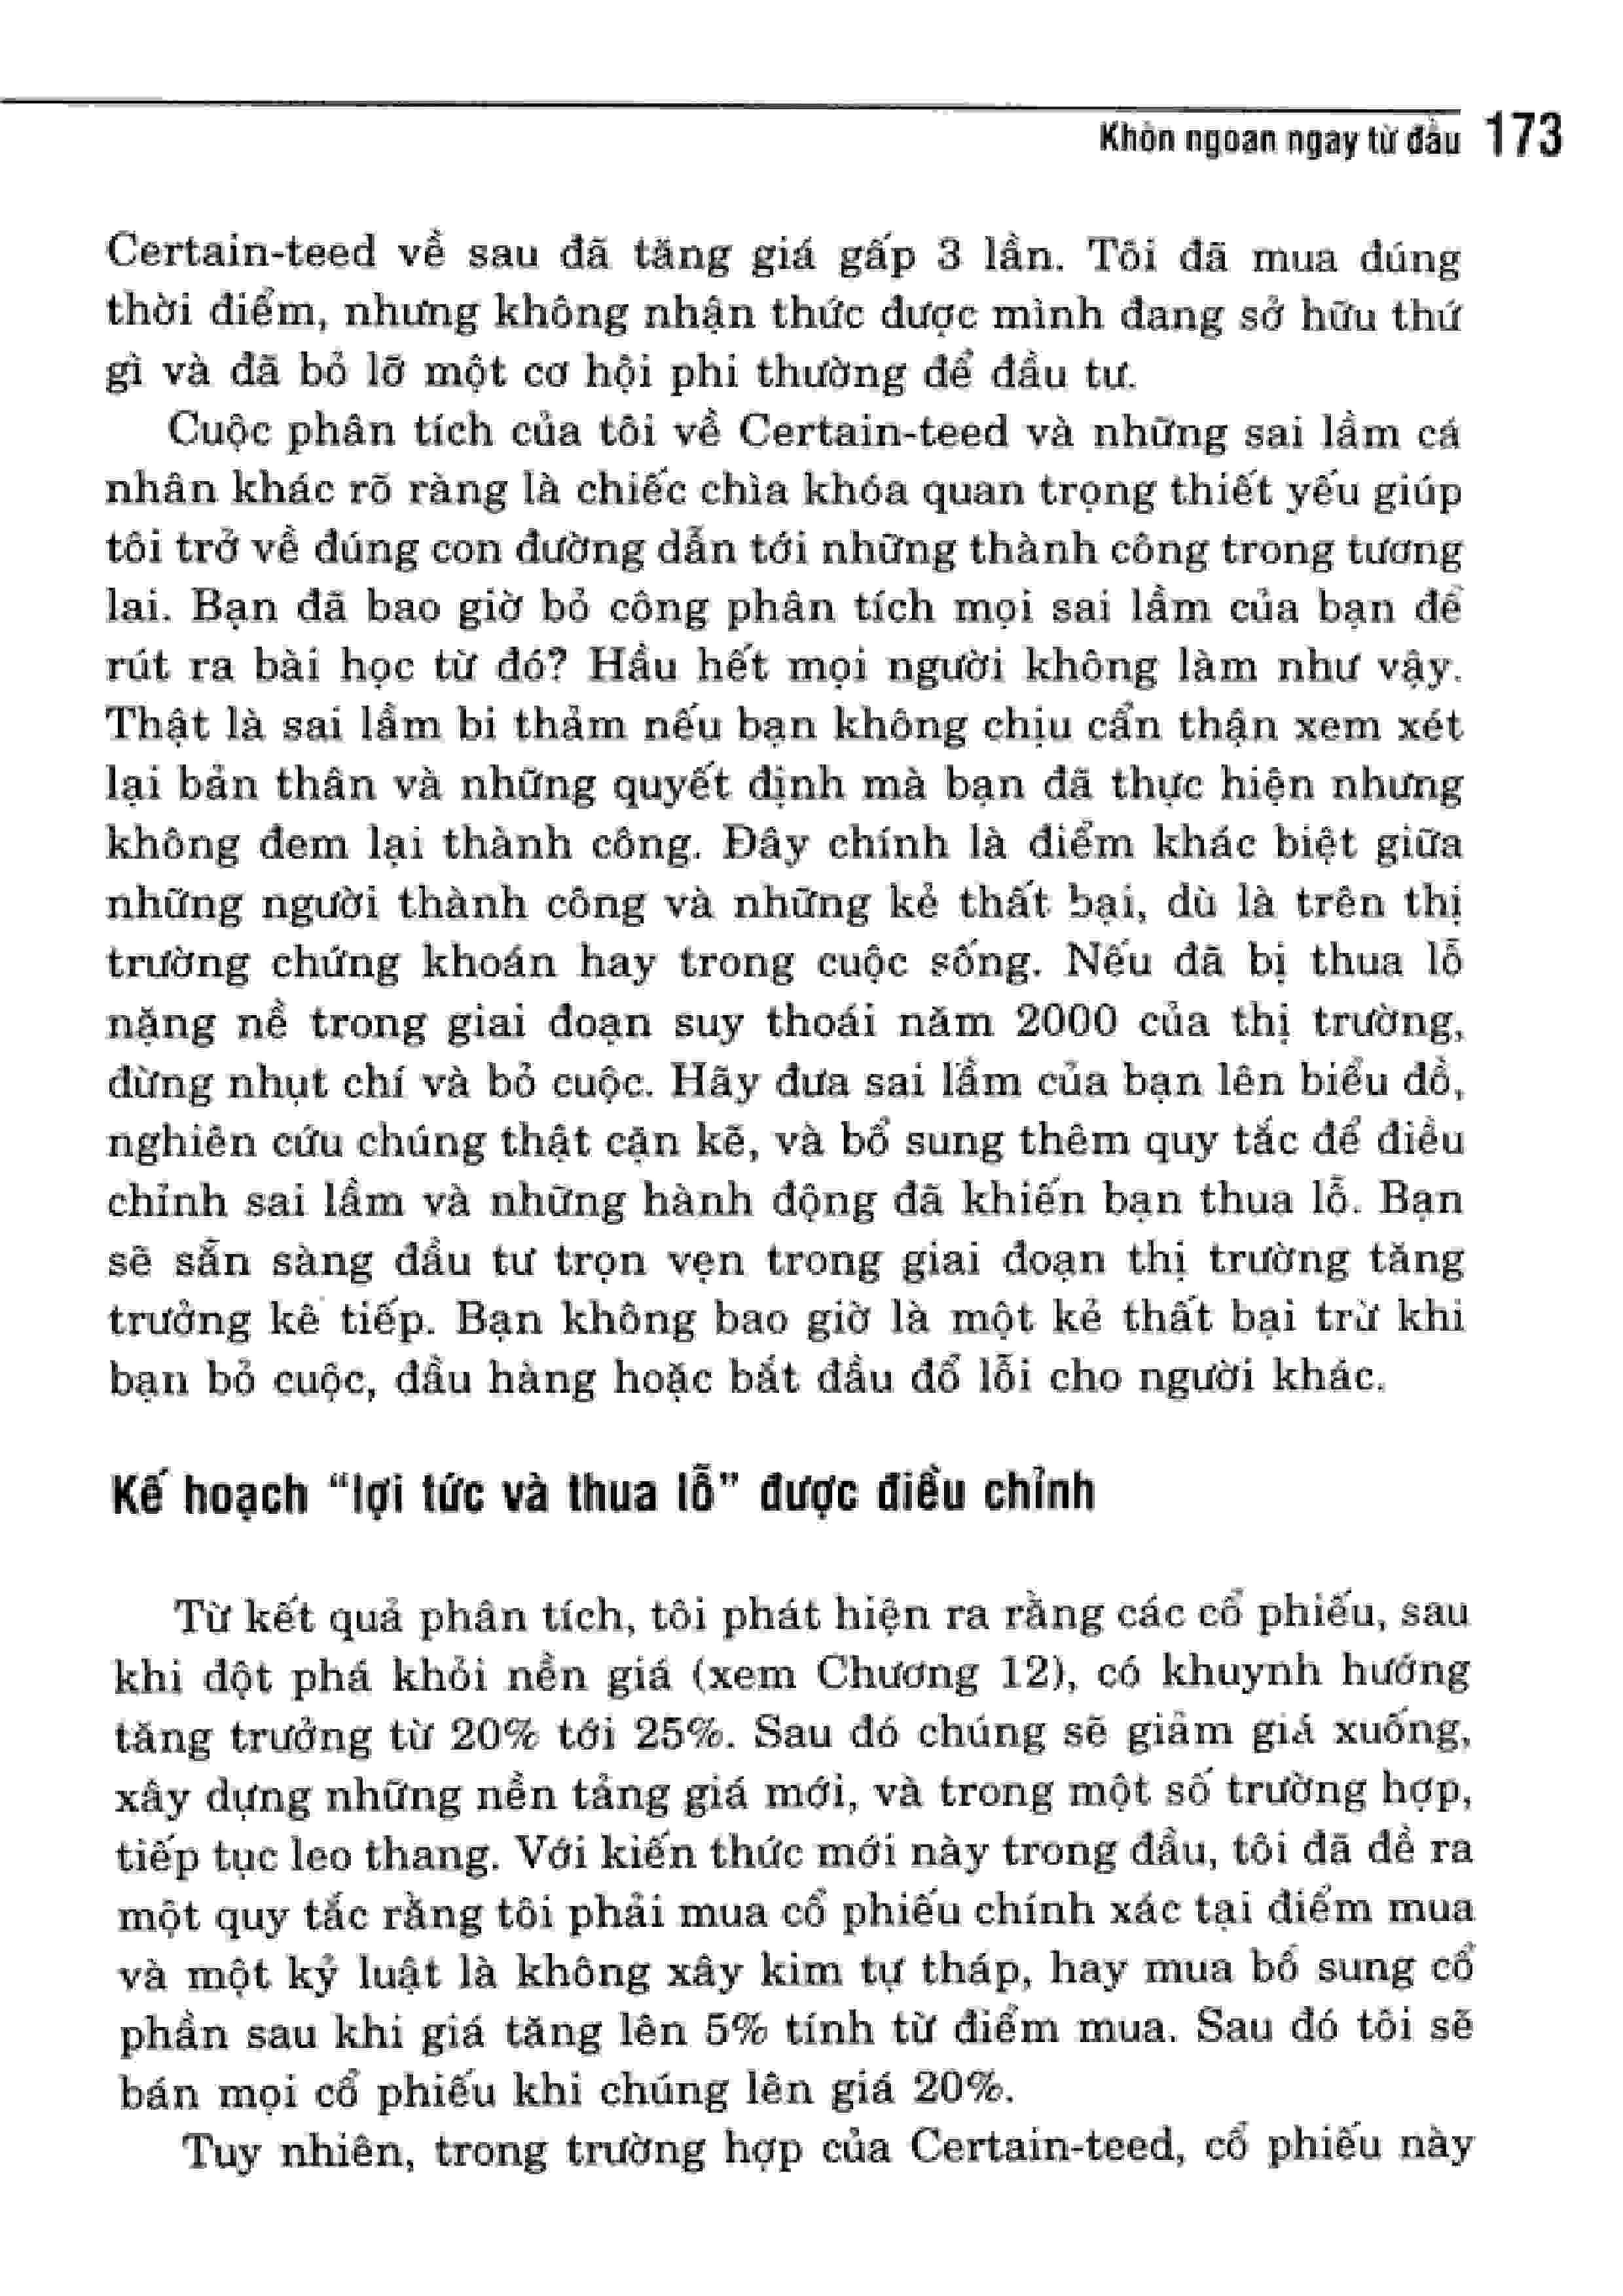 Khôn ngoan ngay từ đầu 173
Certain-teed về sau đã tăng giá gấp 3 lần. Tôi đã mua đúng
thời điểm, nhưng không nhận thức được mình đang sở hữu thứ
gì và đã bỏ lỡ một cơ hội phi thường để đầu tư.
Cuộc phân tích của tôi về Certain-teed và những sai lầm cá
nhân khác rõ ràng là chiếc chìa khóa quan trọng thiết yếu giúp
tôi trở về đúng con đường dẫn tới những thành công trong tương
lai. Bạn đã bao giờ bỏ công phân tích mọi sai lầm của bạn để
rút ra bài học từ đó? Hầu hết mọi người không làm như vậy.
Thật là sai lầm bi thảm nếu bạn không chịu cẩn thận xem xét
lại bản thân và những quyết định mà bạn đã thực hiện nhưng
không đem lại thành công. Đây chính là điểm khác biệt giữa
những người thành công và những kẻ thất bại, dù là trên thị
trường chứng khoán hay trong cuộc sống. Nếu đã bị thua lỗ
nặng nề trong giai đoạn suy thoái năm 2000 của thị trường,
đừng nhụt chí và bỏ cuộc. Hãy đưa sai lầm của bạn lên biểu đồ,
nghiên cứu chúng thật cặn kẽ, và bổ sung thêm quy tắc để điều
chỉnh sai lầm và những hành động đã khiến bạn thua lỗ. Bạn
sẽ sẵn sàng đầu tư trọn vẹn trong giai đoạn thị trường tăng
trưởng kế tiếp. Bạn không bao giờ là một kẻ thất bại trừ khi
bạn bỏ cuộc, đầu hàng hoặc bắt đầu đổ lỗi cho người khác.
Kế hoạch “lợi tức và thua lỗ” được điều chỉnh
Từ kết quả phân tích, tôi phát hiện ra rằng các cổ phiếu, sau
khi đột phá khỏi nền giá (xem Chương 12), có khuynh hướng
tăng trưởng từ 20% tới 25%. Sau đó chúng sẽ giảm giá xuống,
xây dựng những nền tảng giá mới, và trong một số trường hợp,
tiếp tục leo thang. Với kiến thức mới này trong đầu, tôi đã đề ra
một quy tắc rằng tôi phải mua cổ phiếu chính xác tại điểm mua
và một kỷ luật là không xây kim tự tháp, hay mua bổ sung cổ
phần sau khi giá tăng lên 5% tính từ điểm mua. Sau đó tôi sẽ
bán mọi cổ phiếu khi chúng lên giá 20%.
Tuy nhiên, trong trường hợp của Certain-teed, cổ phiếu này